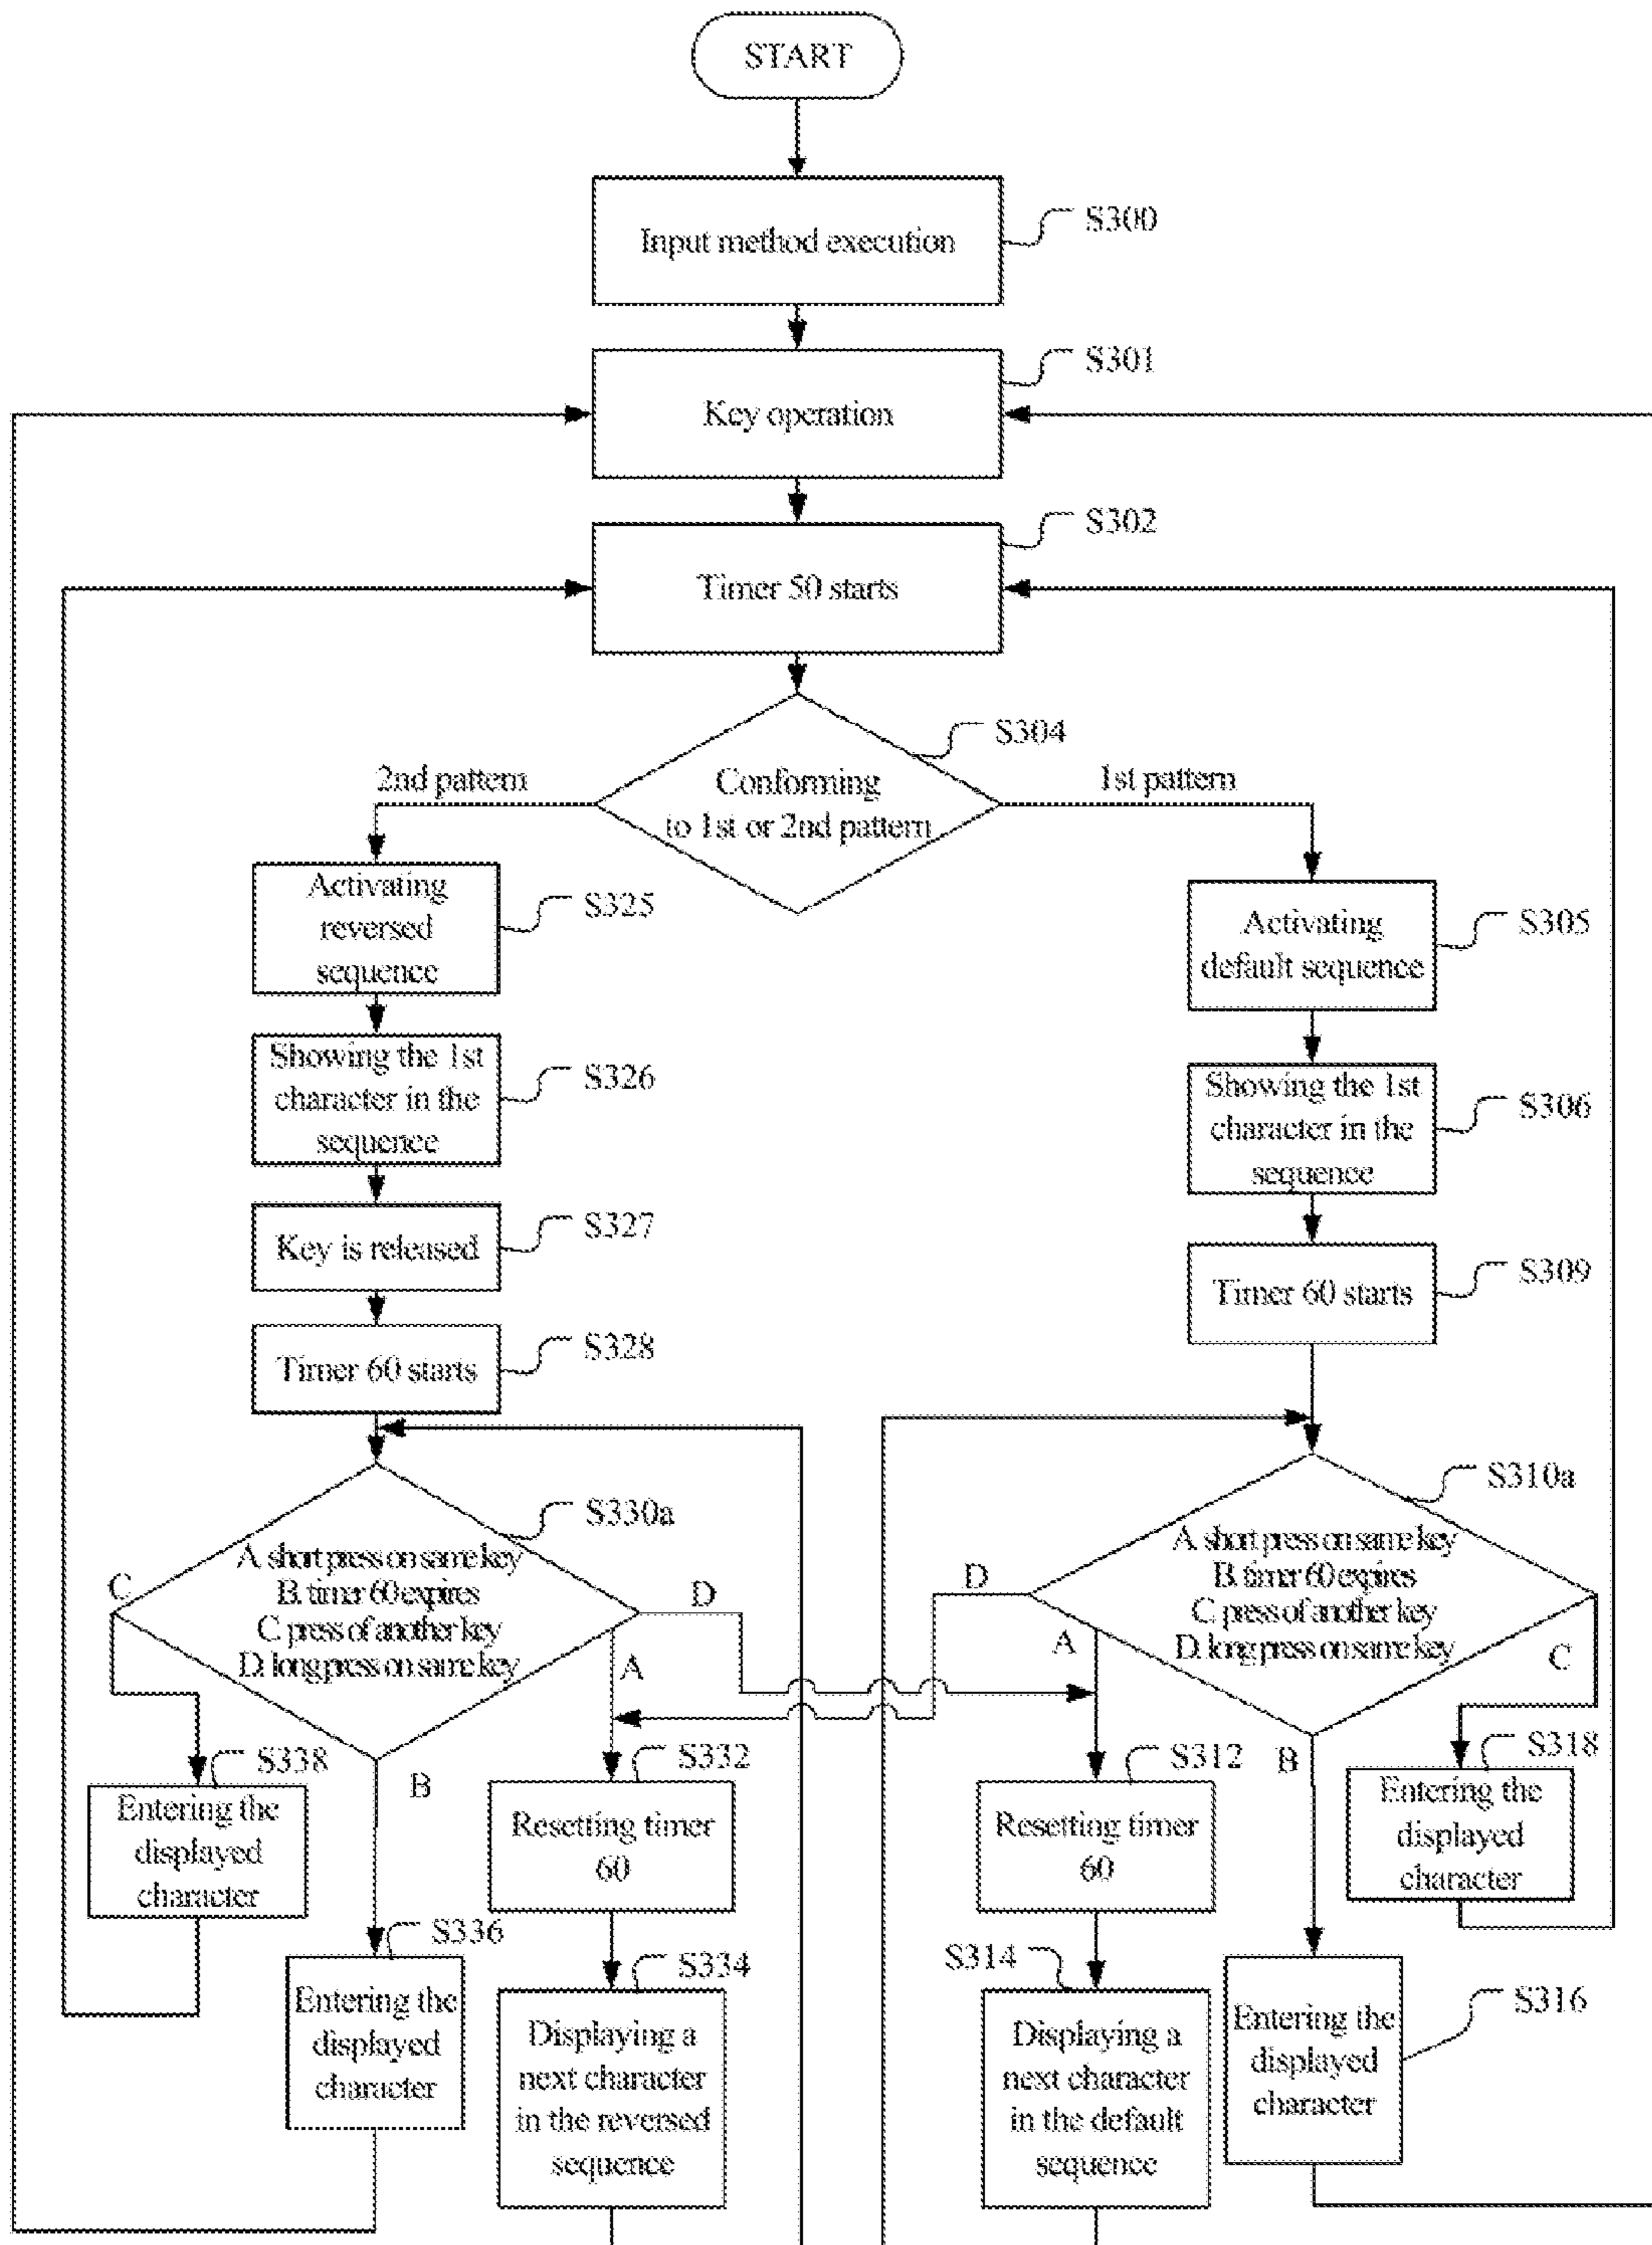 START
Input method execution
S300
Key operation
S301
Timer 50 starts
S302
Conforming
to 1st or 2nd pattern
S304
2nd pattern
1st pattern
Activating
reversed
sequence
S325
Showing the 1st
character in the
sequence
S326
Key is released
S327
Timer 60 starts
S328
Activating
default sequence
S305
Showing the 1st
character in the
sequence
S306
Timer 60 starts
S309
S330a
A. short press on same key
B. timer 60 expires
C. press of another key
D. long press on same key
C
D
A
B
S310a
A. short press on same key
B. timer 60 expires
C. press of another key
D. long press on same key
D
A
B
C
S338
Entering the
displayed
character
S336
Entering the
displayed
character
S332
Resetting timer
60
S334
Displaying a
next character
in the reversed
sequence
S312
Resetting timer
60
S314
Displaying a
next character
in the default
sequence
S318
Entering the
displayed
character
S316
Entering the
displayed
character